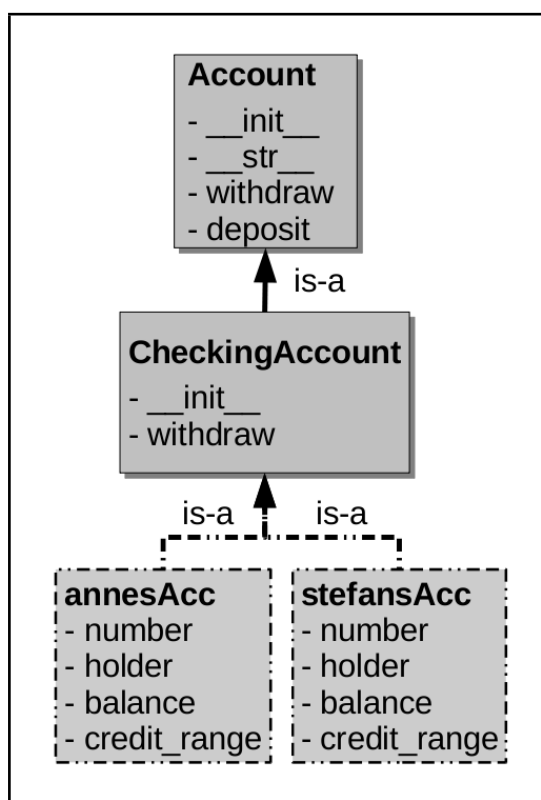 Account
- __init__
- __str__
- withdraw
- deposit
is-a
CheckingAccount
- __init__
- withdraw
is-a
is-a
annesAcc
- number
- holder
- balance
- credit_range
stefansAcc
- number
- holder
- balance
- credit_range